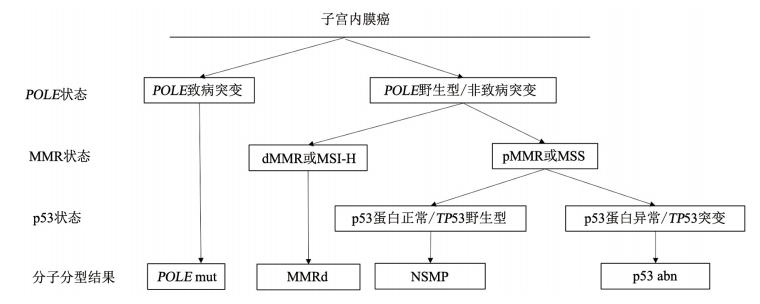 子宫内膜癌
POLE状态
POLE致病突变
POLE野生型/非致病突变
MMR状态
dMMR或MSI-H
pMMR或MSS
p53状态
p53蛋白正常/TP53野生型
p53蛋白异常/TP53突变
分子分型结果
POLE mut
MMRd
NSMP
p53 abn